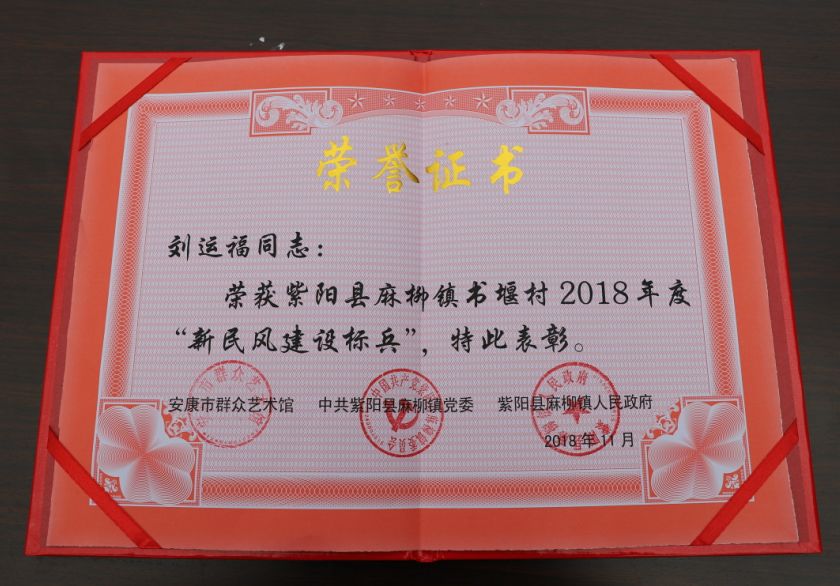 荣誉证书
刘运福同志：
荣获紫阳县麻柳镇书堰村2018年度
“新民风建设标兵”，特此表彰。
安康市群众艺术馆 中共紫阳县麻柳镇党委 紫阳县麻柳镇人民政府
2018年11月